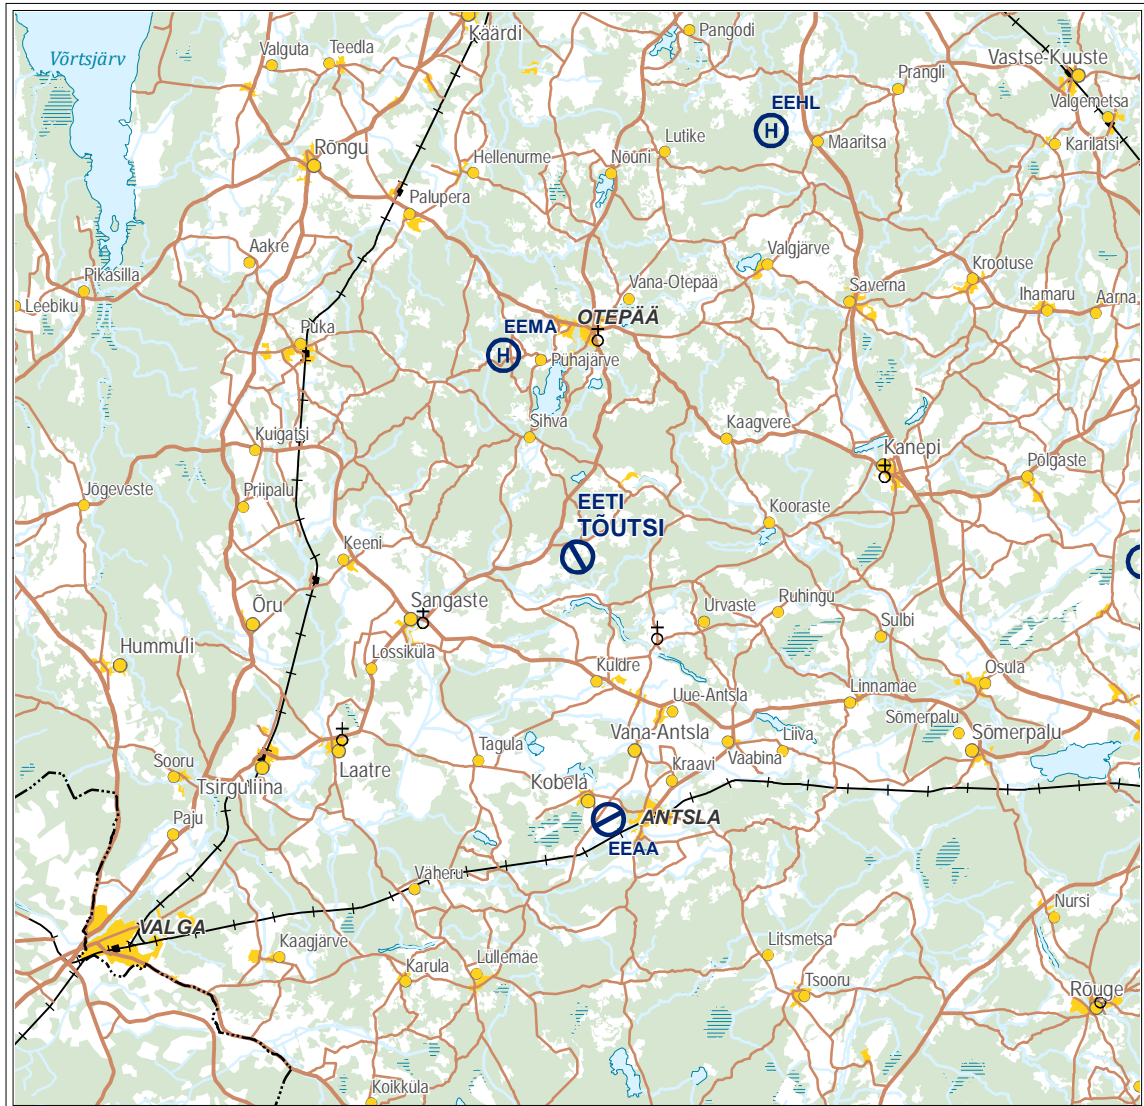 Käärdi
Pangodi
Võrtsjärv
Valguta
Teedla
Vastse-Kuuste
Prangli
EEHL
H
Valgemetsa
Rõngu
Hellenurme
Nõuni
Lutike
Maaritsa
Karilatsi
Palupera
Aakre
Valgjärve
Krootuse
Pikasilla
Vana-Otepää
Saverna
Leebiku
Ihamaru
Aarna
EEMA
OTEPÄÄ
Puka
H
Pühajärve
Sihva
Kaagvere
Kuigatsi
Kanepi
Põlgaste
Jõgeveste
Priipalu
EETI
Kooraste
TÕUTSI
Keeni
Sangaste
Õru
Urvaste
Ruhingu
Sulbi
Hummuli
Lossiküla
Kuldre
Osula
Uue-Antsla
Linnamäe
Sõmerpalu
Vana-Antsla
Vaabina
Liiva
Sõmerpalu
Sooru
Laatre
Tagula
Kraavi
Tsirguliina
Kobela
Paju
ANTSLA
EEAA
Väheru
Nursi
VALGA
Kaagjärve
Karula
Lüllemäe
Litsmetsa
Tsooru
Rõuge
Koikküla